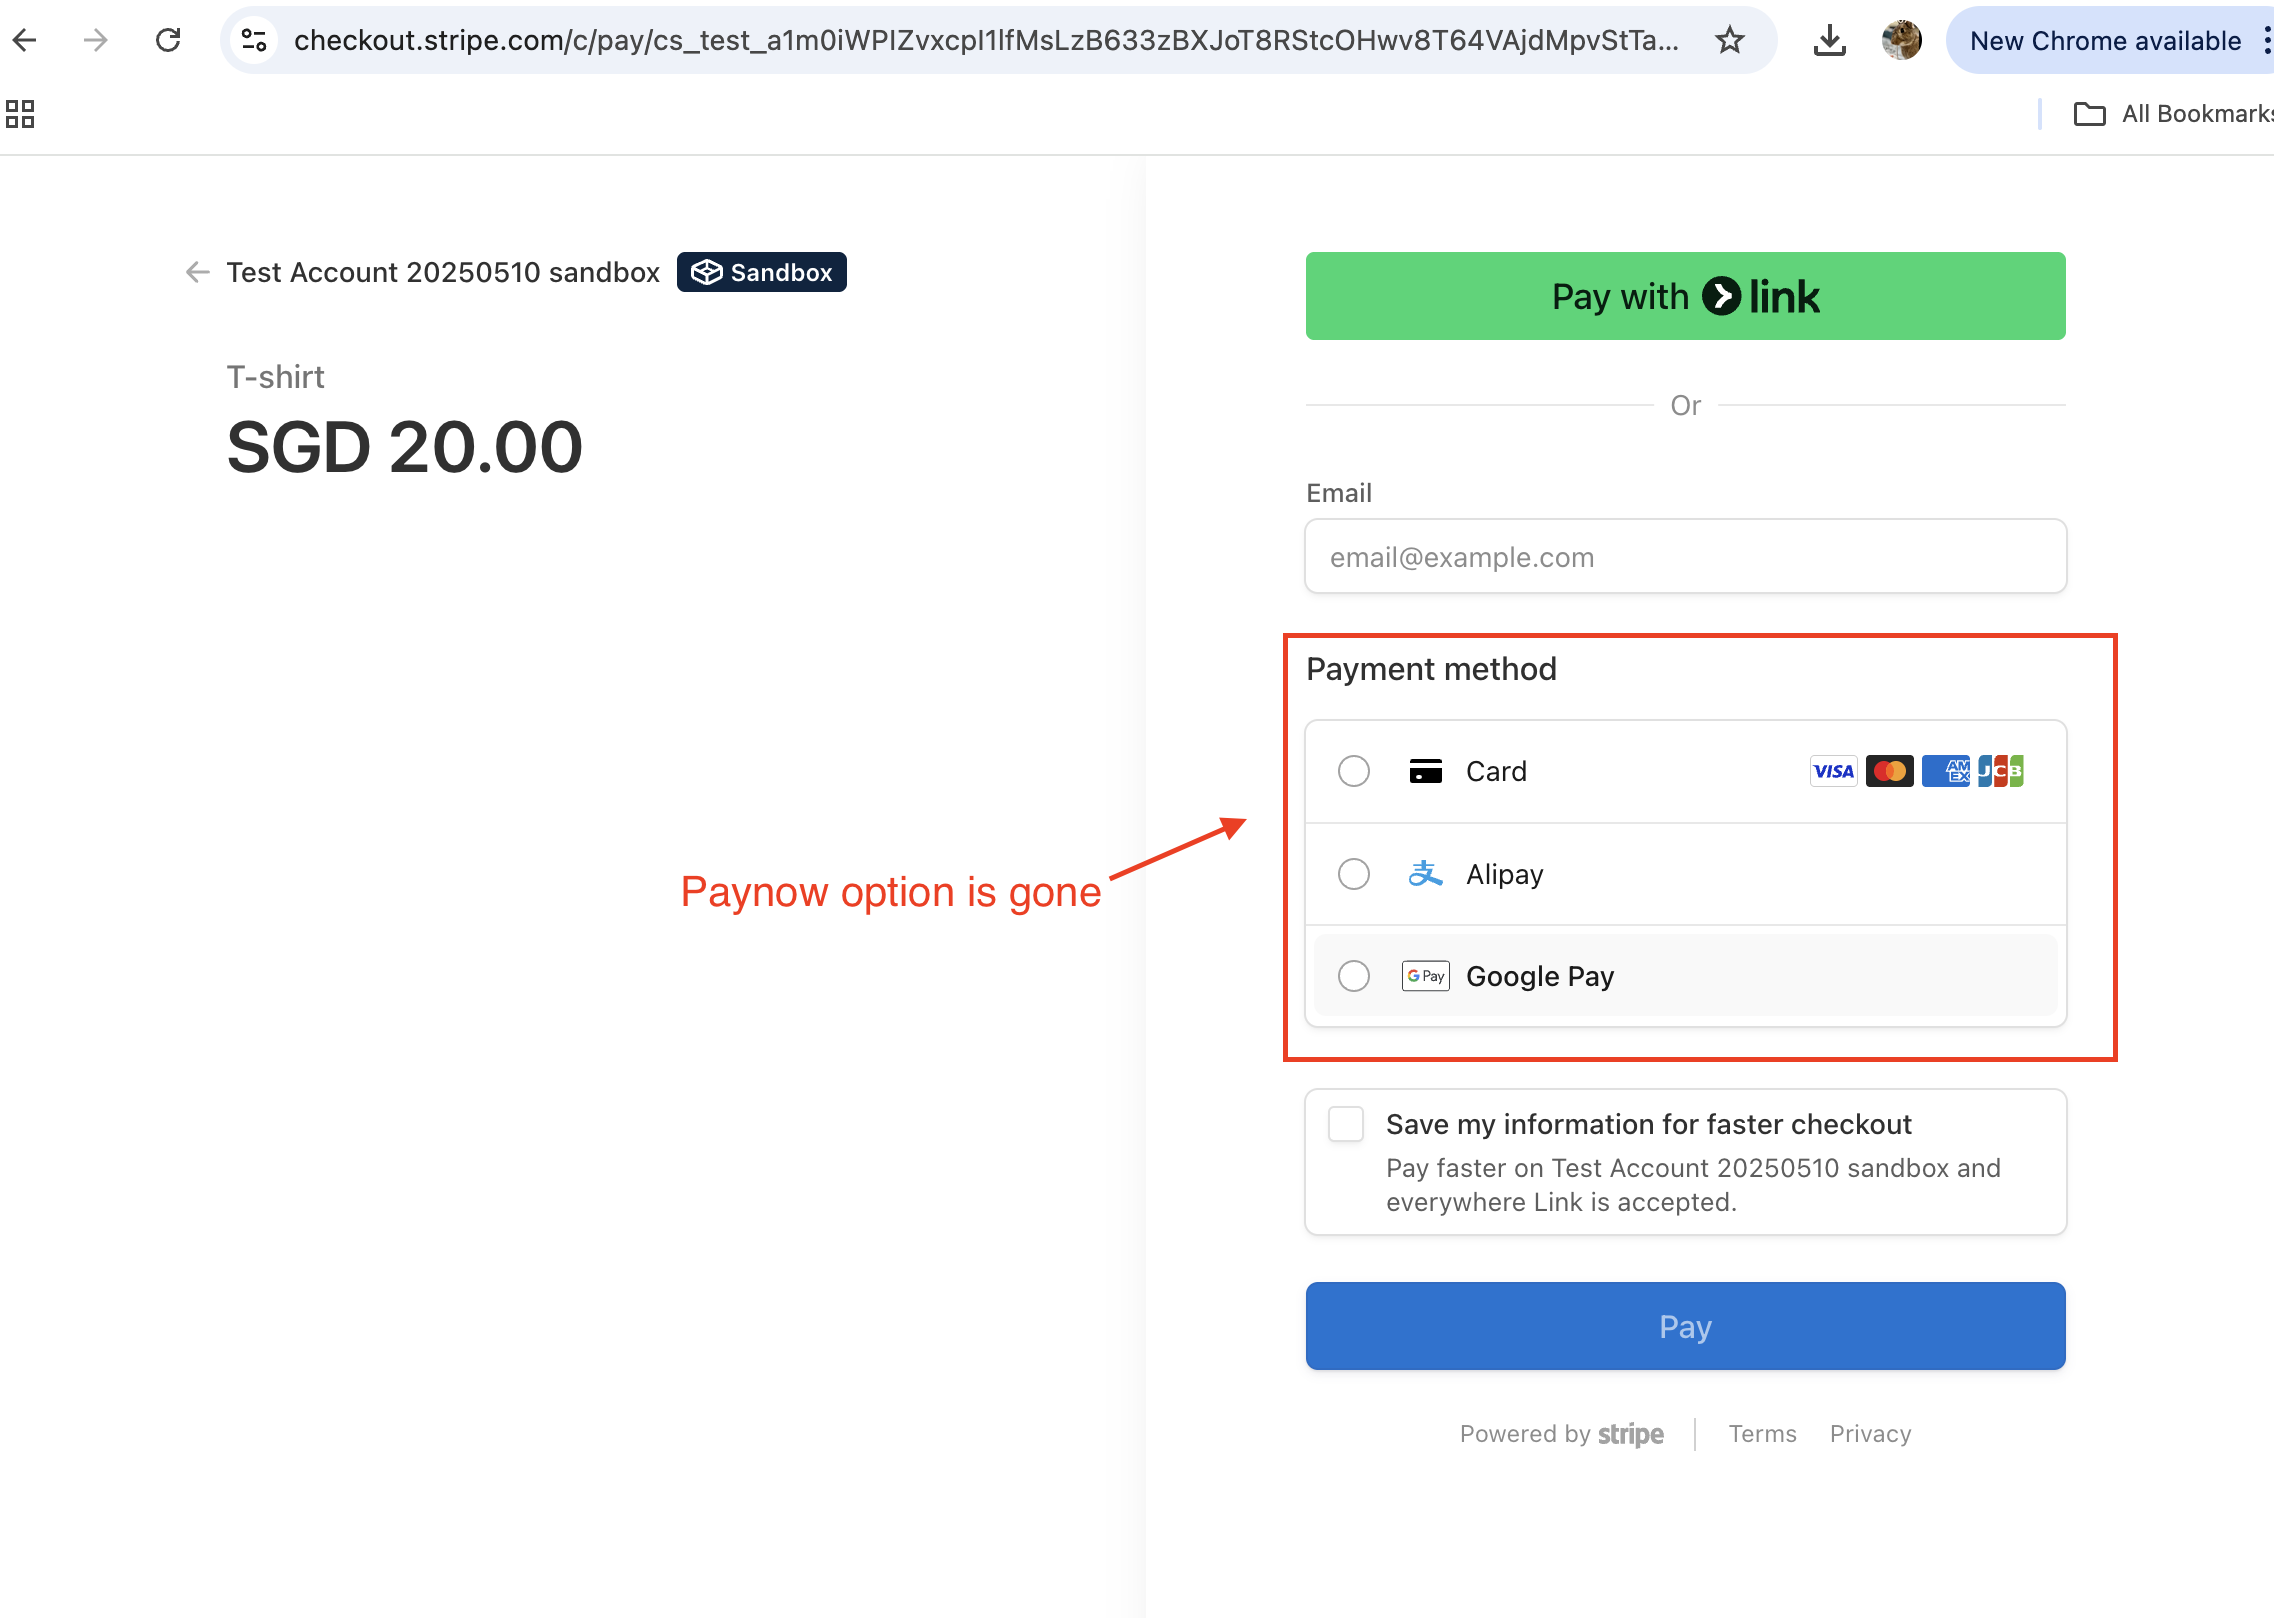 checkout.stripe.com/c/pay/cs_test_a1m0iWPIZvxcpI1lfMsLzB633zBXJoT8RStcOHwv8T64VAjdMpvStTa...
New Chrome available
All Bookmarks
Test Account 20250510 sandbox
Sandbox
T-shirt
SGD 20.00
Pay with link
Or
Email
email@example.com
Payment method
Card
VISA
AM
EX
JCB
Alipay
G Pay
Google Pay
Paynow option is gone
Save my information for faster checkout
Pay faster on Test Account 20250510 sandbox and
everywhere Link is accepted.
Pay
Powered by stripe
Terms
Privacy